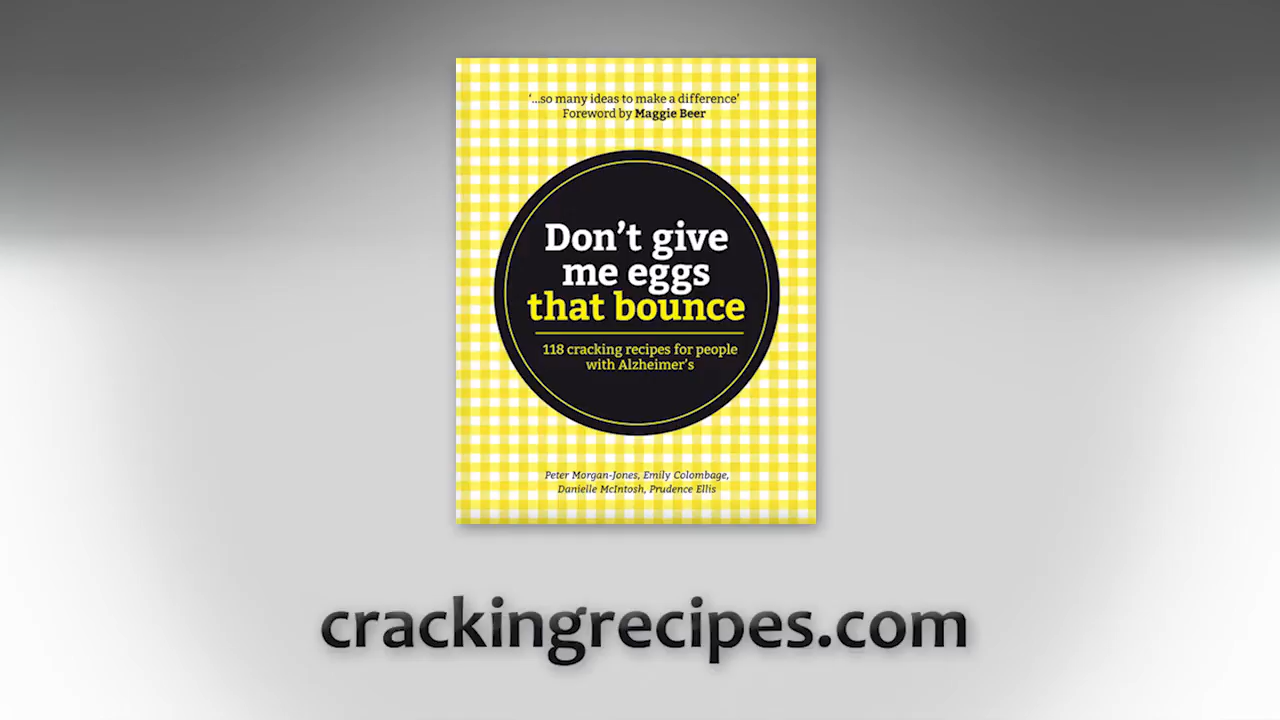 ‘...so many ideas to make a difference’
Foreword by Maggie Beer
Don’t give
me eggs
that bounce
118 cracking recipes for people
with Alzheimer’s
Peter Morgan-Jones, Emily Colombage,
Danielle McIntosh, Prudence Ellis
crackingrecipes.com